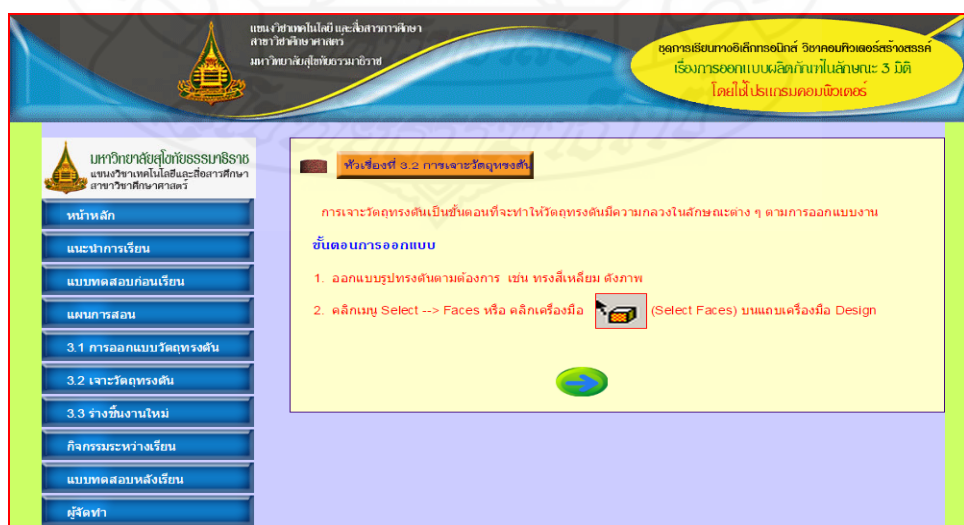 แขนงวิชาเทคโนโลยี และสื่อสารการศึกษา
สาขาวิชาศึกษาศาสตร์
มหาวิทยาลัยสุโขทัยธรรมาธิราช
ชุดการเรียนทางอิเล็กทรอนิกส์ วิชาคอมพิวเตอร์สร้างสรรค์
เรื่องการออกแบบผลิตภัณฑ์ในลักษณะ 3 มิติ
โดยใช้โปรแกรมคอมพิวเตอร์
มหาวิทยาลัยสุโขทัยธรรมาธิราช
แขนงวิชาเทคโนโลยีและสื่อสารศึกษา
สาขาวิชาศึกษาศาสตร์
หน้าหลัก
แนะนำการเรียน
แบบทดสอบก่อนเรียน
แผนการสอน
3.1 การออกแบบวัตถุทรงตัน
3.2 เจาะวัตถุทรงตัน
3.3 ร่างชิ้นงานใหม่
กิจกรรมระหว่างเรียน
แบบทดสอบหลังเรียน
ผู้จัดทำ
หัวเรื่องที่ 3.2 การเจาะวัตถุทรงตัน
การเจาะวัตถุทรงตันเป็นขั้นตอนที่จะทำให้วัตถุทรงตันมีความกลวงในลักษณะต่าง ๆ ตามการออกแบบงาน
ขั้นตอนการออกแบบ
1. ออกแบบรูปทรงตันตามต้องการ เช่น ทรงสี่เหลี่ยม ดังภาพ
2. คลิกเมนู Select --> Faces หรือ คลิกเครื่องมือ (Select Faces) บนแถบเครื่องมือ Design